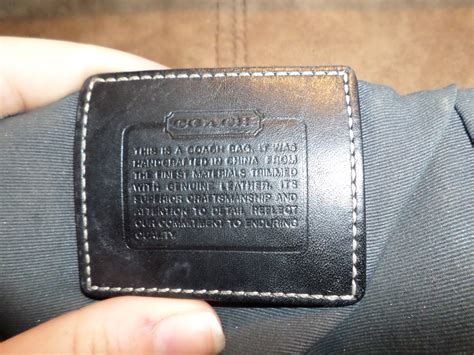 COACH
THIS IS A COACH BAG. IT WAS
HANDCRAFTED IN CHINA FROM
THE FINEST MATERIALS TRIMMED
WITH GENUINE LEATHER. ITS
SUPERIOR CRAFTSMANSHIP AND
ATTENTION TO DETAIL REFLECT
OUR COMMITMENT TO ENDURING
QUALITY.